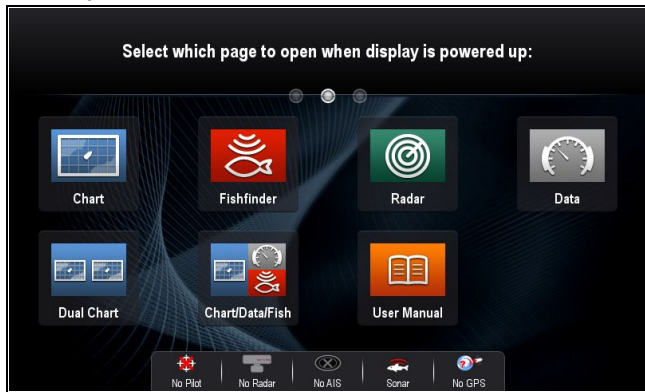 Select which page to open when display is powered up:
Chart
Fishfinder
Radar
Data
Dual Chart
Chart/Data/Fish
User Manual
No Pilot
No Radar
No AIS
Sonar
No GPS